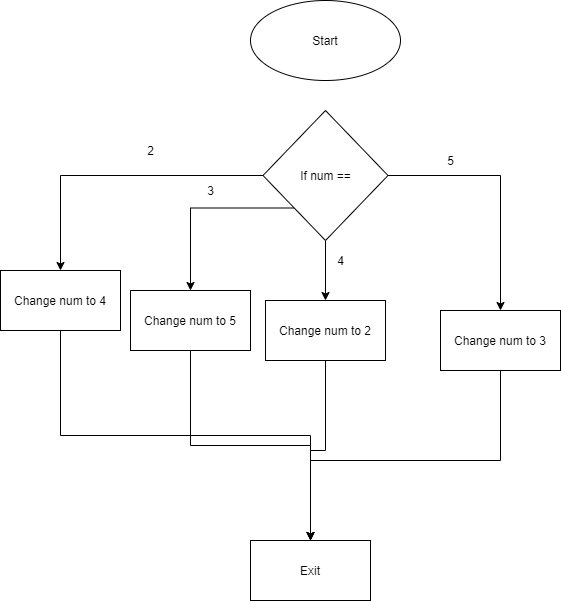 Start
If num ==
2
3
4
5
Change num to 4
Change num to 5
Change num to 2
Change num to 3
Exit